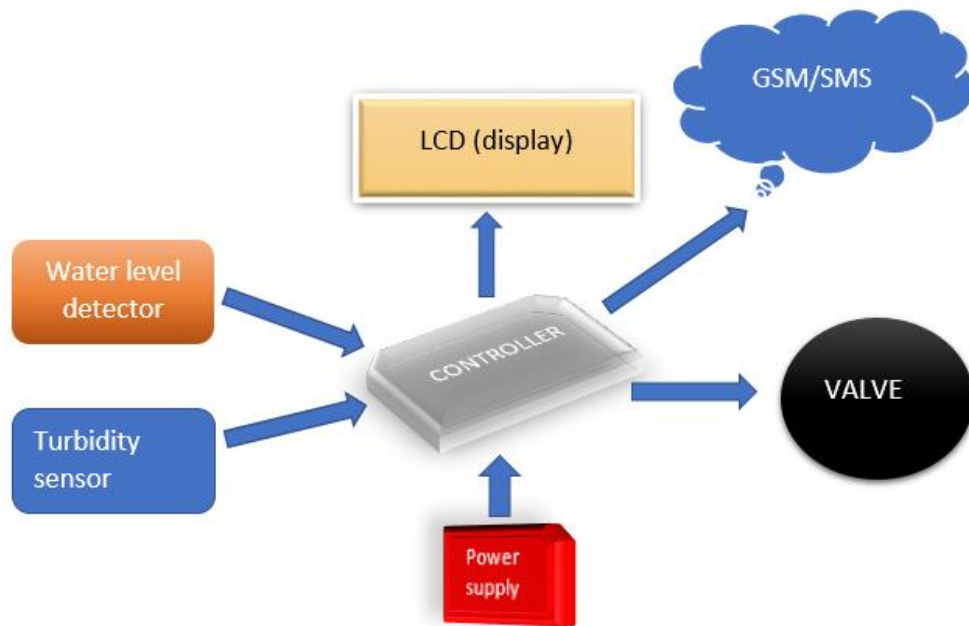 GSM/SMS
LCD (display)
Water level
detector
CONTROLLER
VALVE
Turbidity
sensor
Power
supply